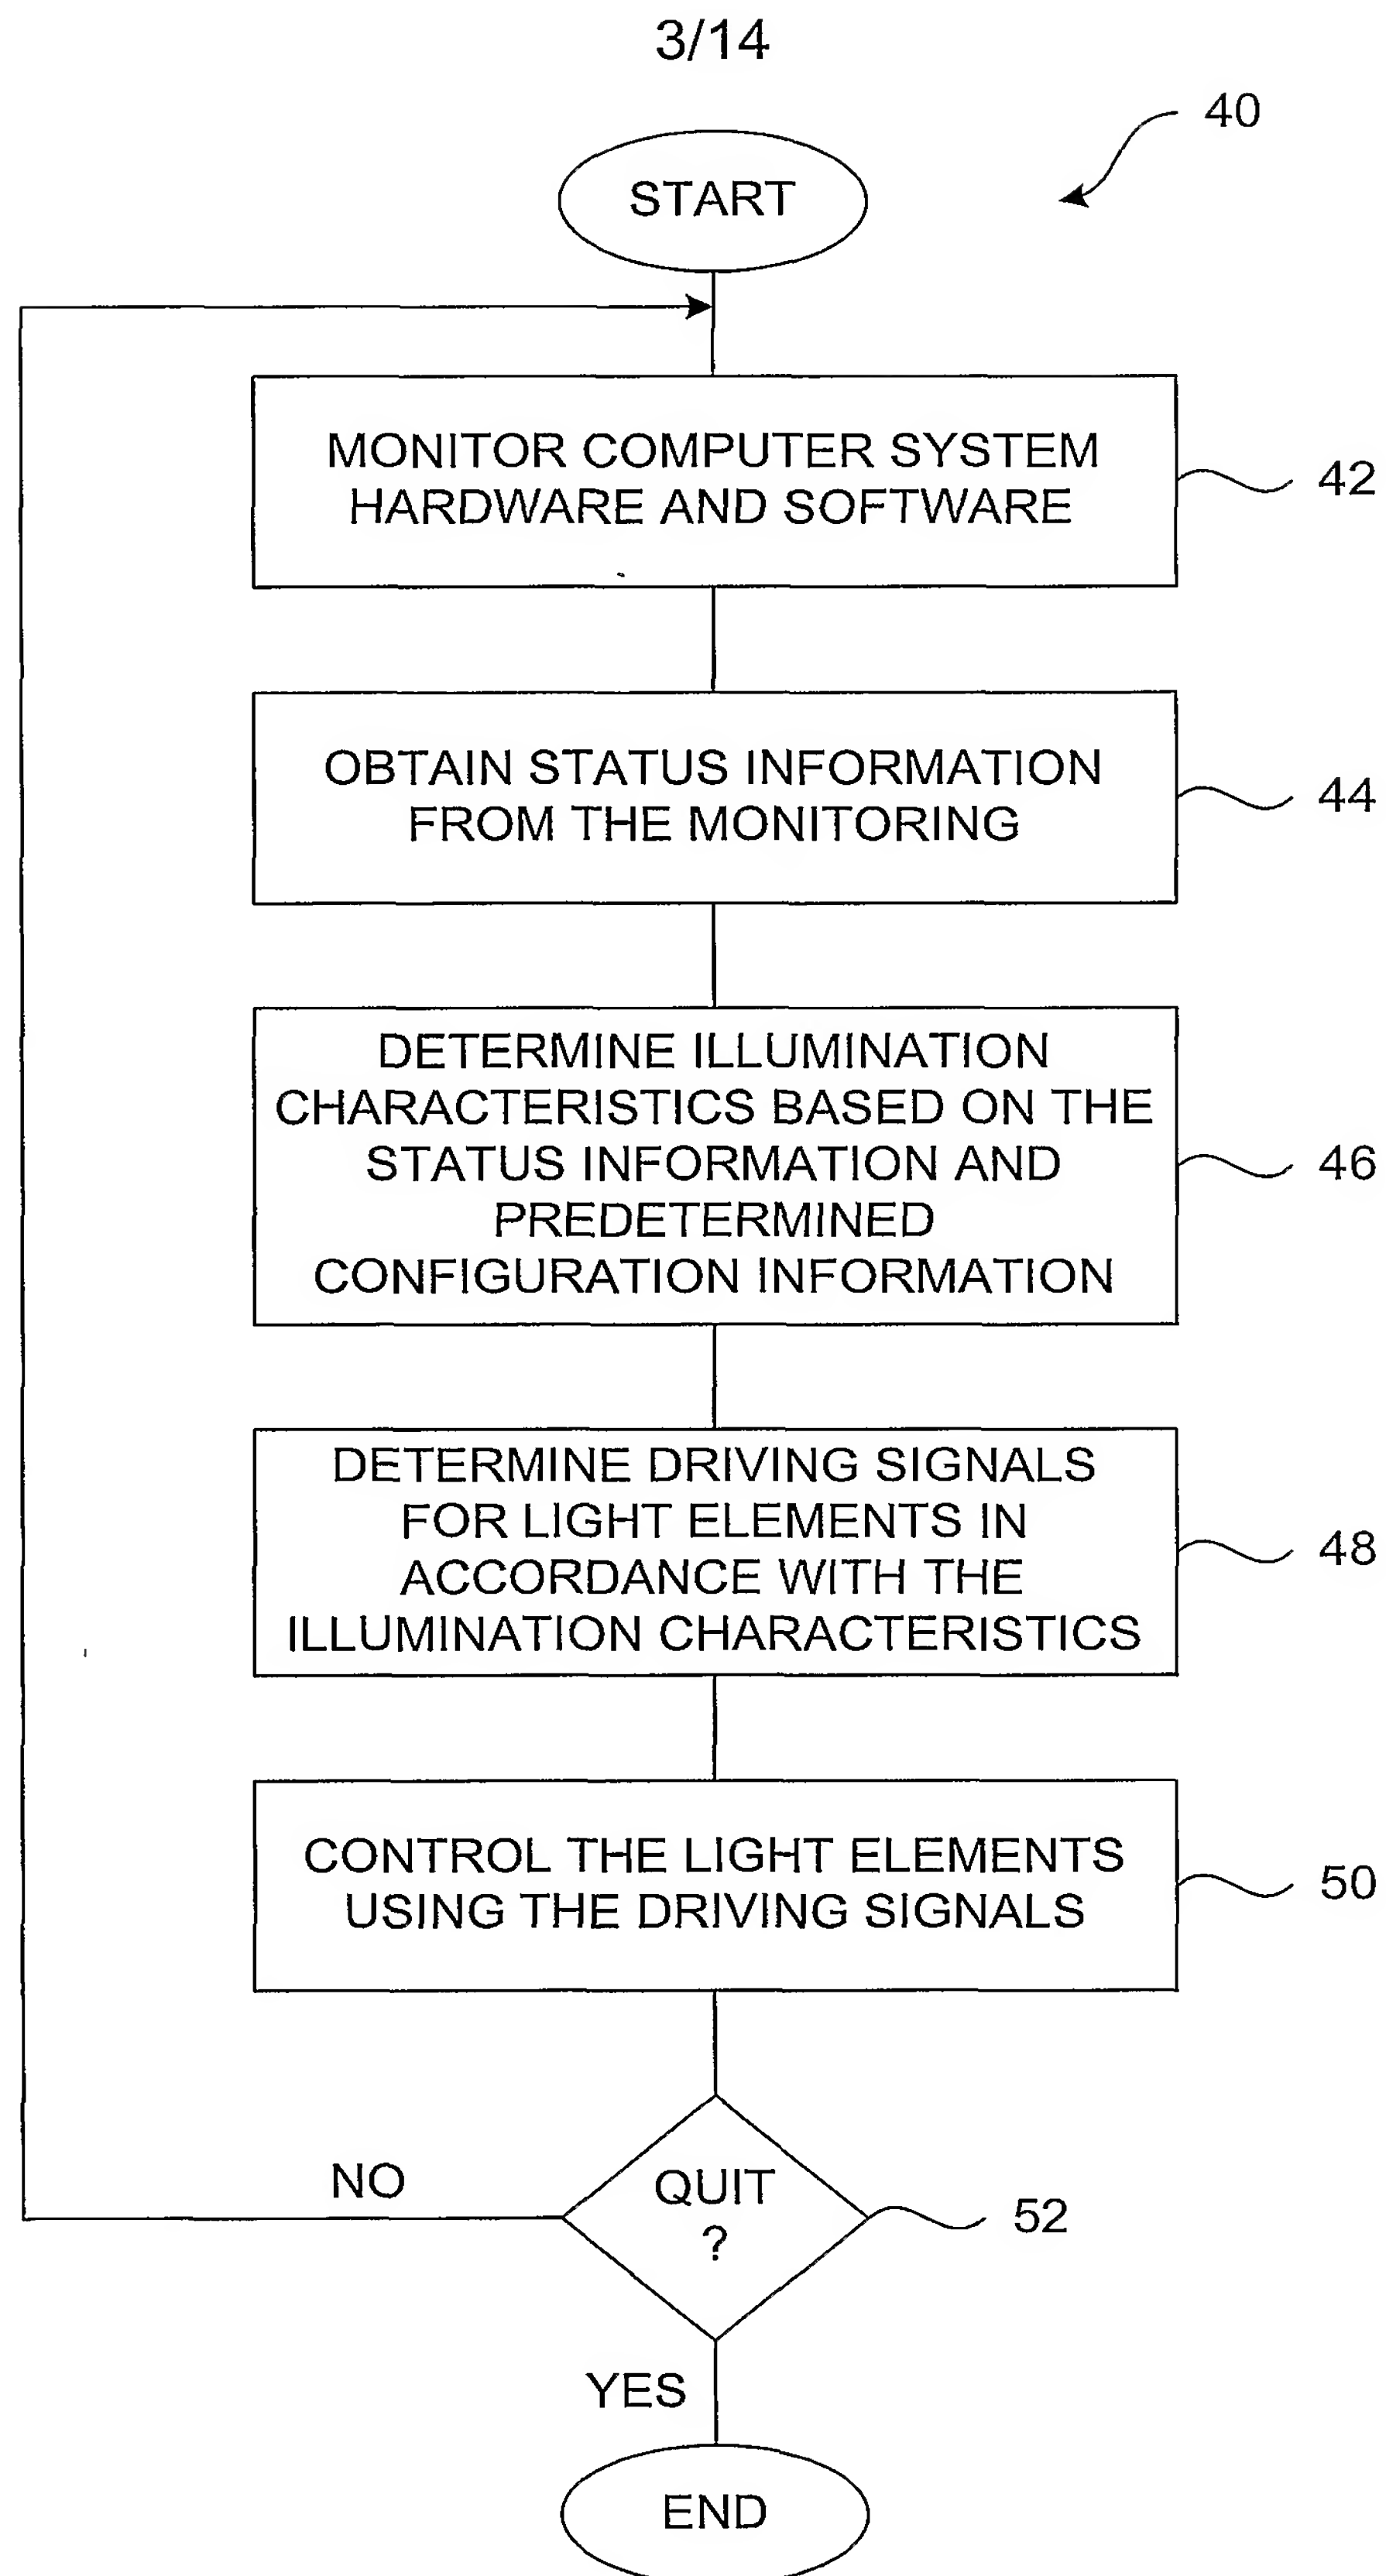 3/14
40
START
MONITOR COMPUTER SYSTEM
HARDWARE AND SOFTWARE
42
OBTAIN STATUS INFORMATION
FROM THE MONITORING
44
DETERMINE ILLUMINATION
CHARACTERISTICS BASED ON THE
STATUS INFORMATION AND
PREDETERMINED
CONFIGURATION INFORMATION
46
DETERMINE DRIVING SIGNALS
FOR LIGHT ELEMENTS IN
ACCORDANCE WITH THE
ILLUMINATION CHARACTERISTICS
48
CONTROL THE LIGHT ELEMENTS
USING THE DRIVING SIGNALS
50
NO
QUIT
?
52
YES
END